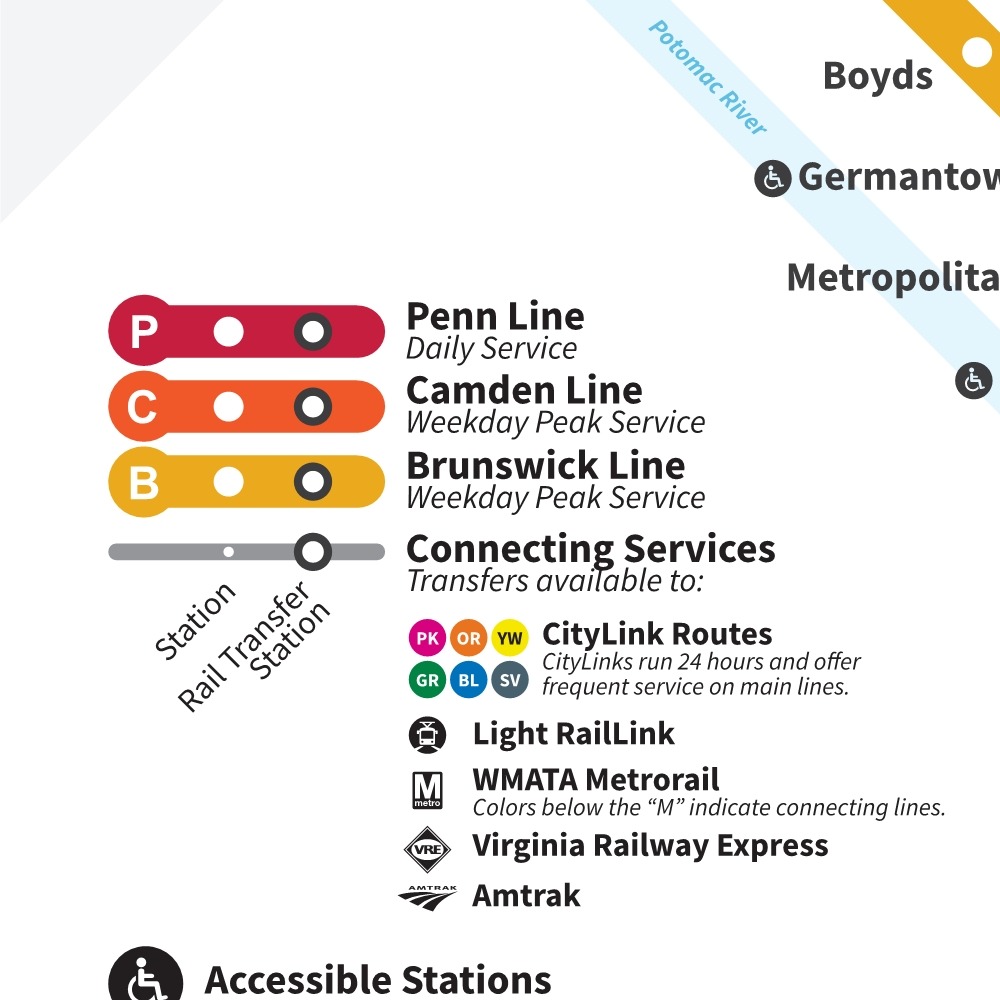 Potomac River
Boyds
Germantow
Metropolita
P
Penn Line
Daily Service
C
Camden Line
Weekday Peak Service
B
Brunswick Line
Weekday Peak Service
Connecting Services
Transfers available to:
Station
Rail Transfer
Station
PK OR YW
GR BL SV
CityLink Routes
CityLinks run 24 hours and offer
frequent service on main lines.
Light RailLink
M
metro
WMATA Metrorail
Colors below the “M” indicate connecting lines.
VRE
Virginia Railway Express
AMTRAK
Amtrak
Accessible Stations